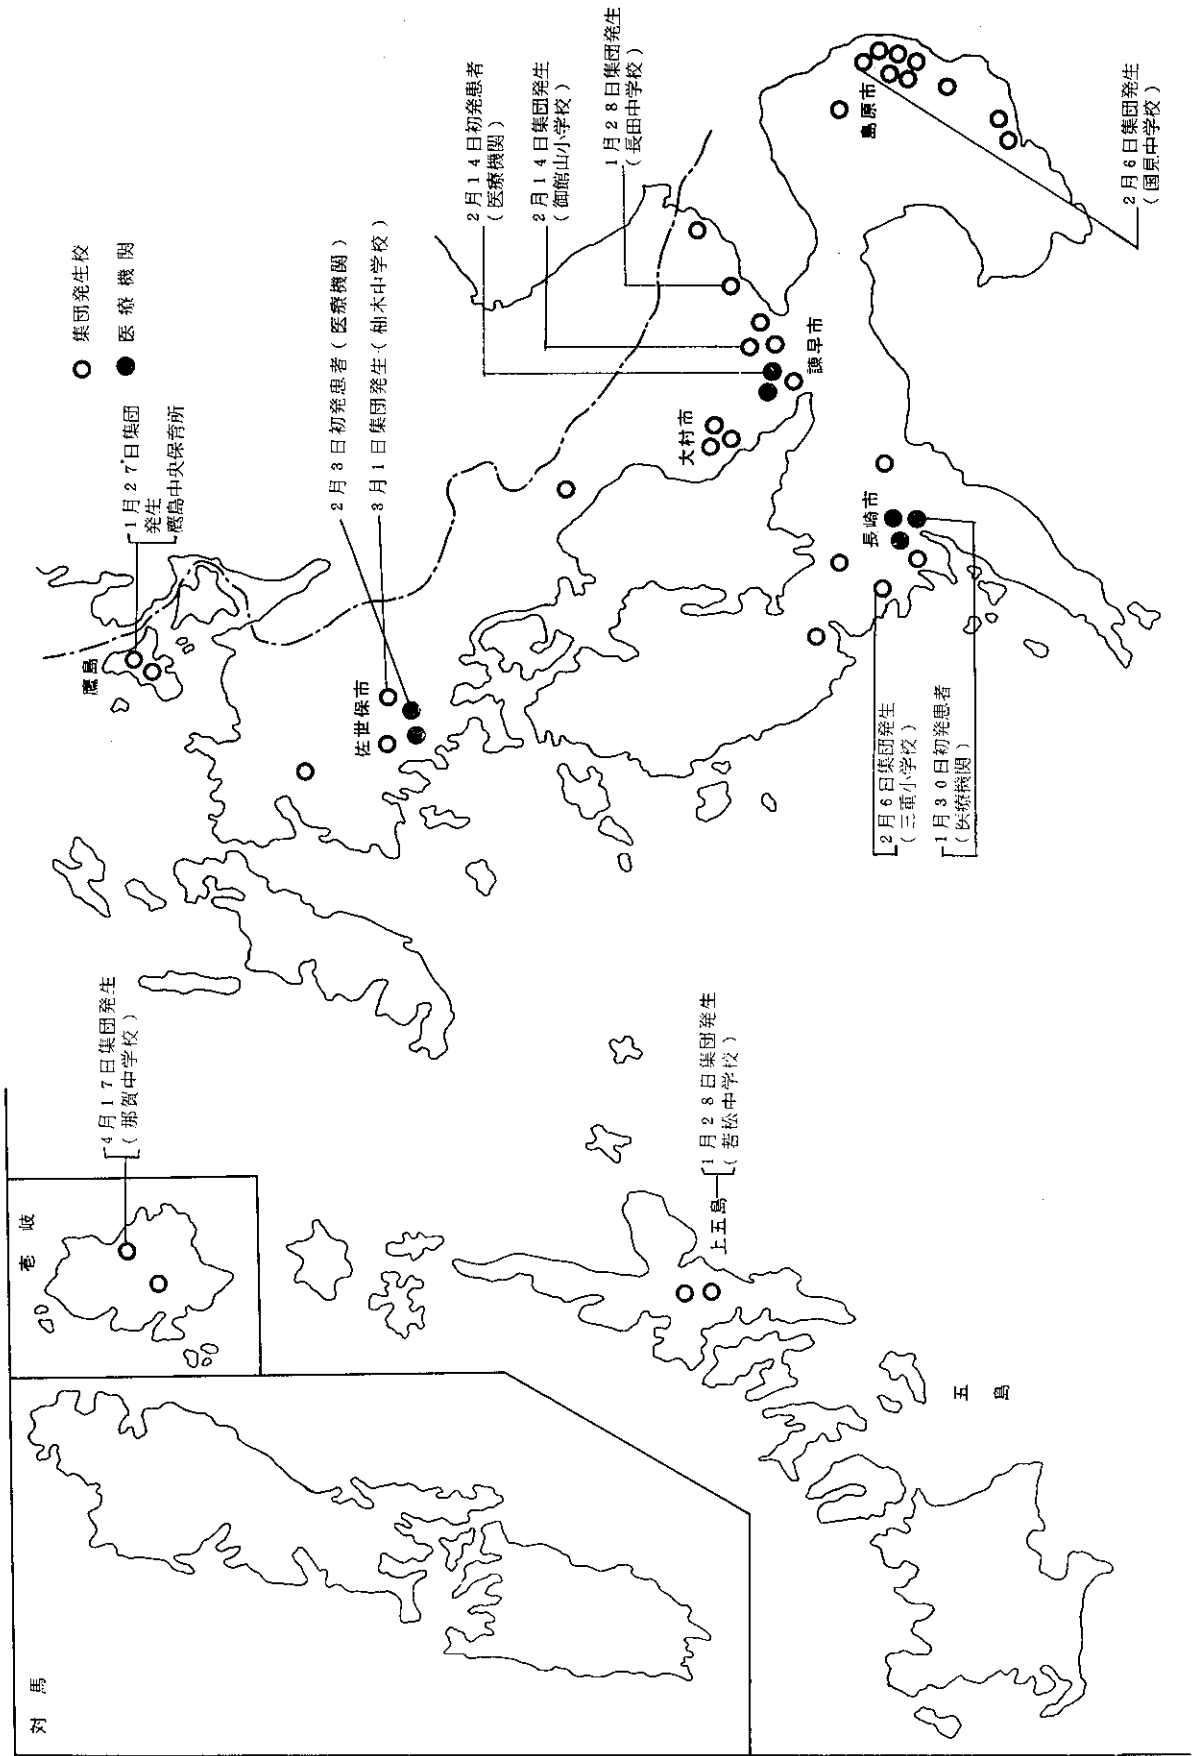 対 馬
壱 岐
4月17日集団発生
(那賀中学校)
鷹島
1月27日集団
発生
鷹島中央保育所
集団発生校
医 療 機 関
佐世保市
2月3日初発患者(医療機関)
3月1日集団発生(柚木中学校)
2月14日初発患者
(医療機関)
2月14日集団発生
(御館山小学校)
1月28日集団発生
(長田中学校)
大村市
諫早市
島原市
2月6日集団発生
(国見中学校)
長崎市
2月6日集団発生
(三重小学校)
1月30日初発患者
(医療機関)
上五島
1月28日集団発生
(若松中学校)
五 島